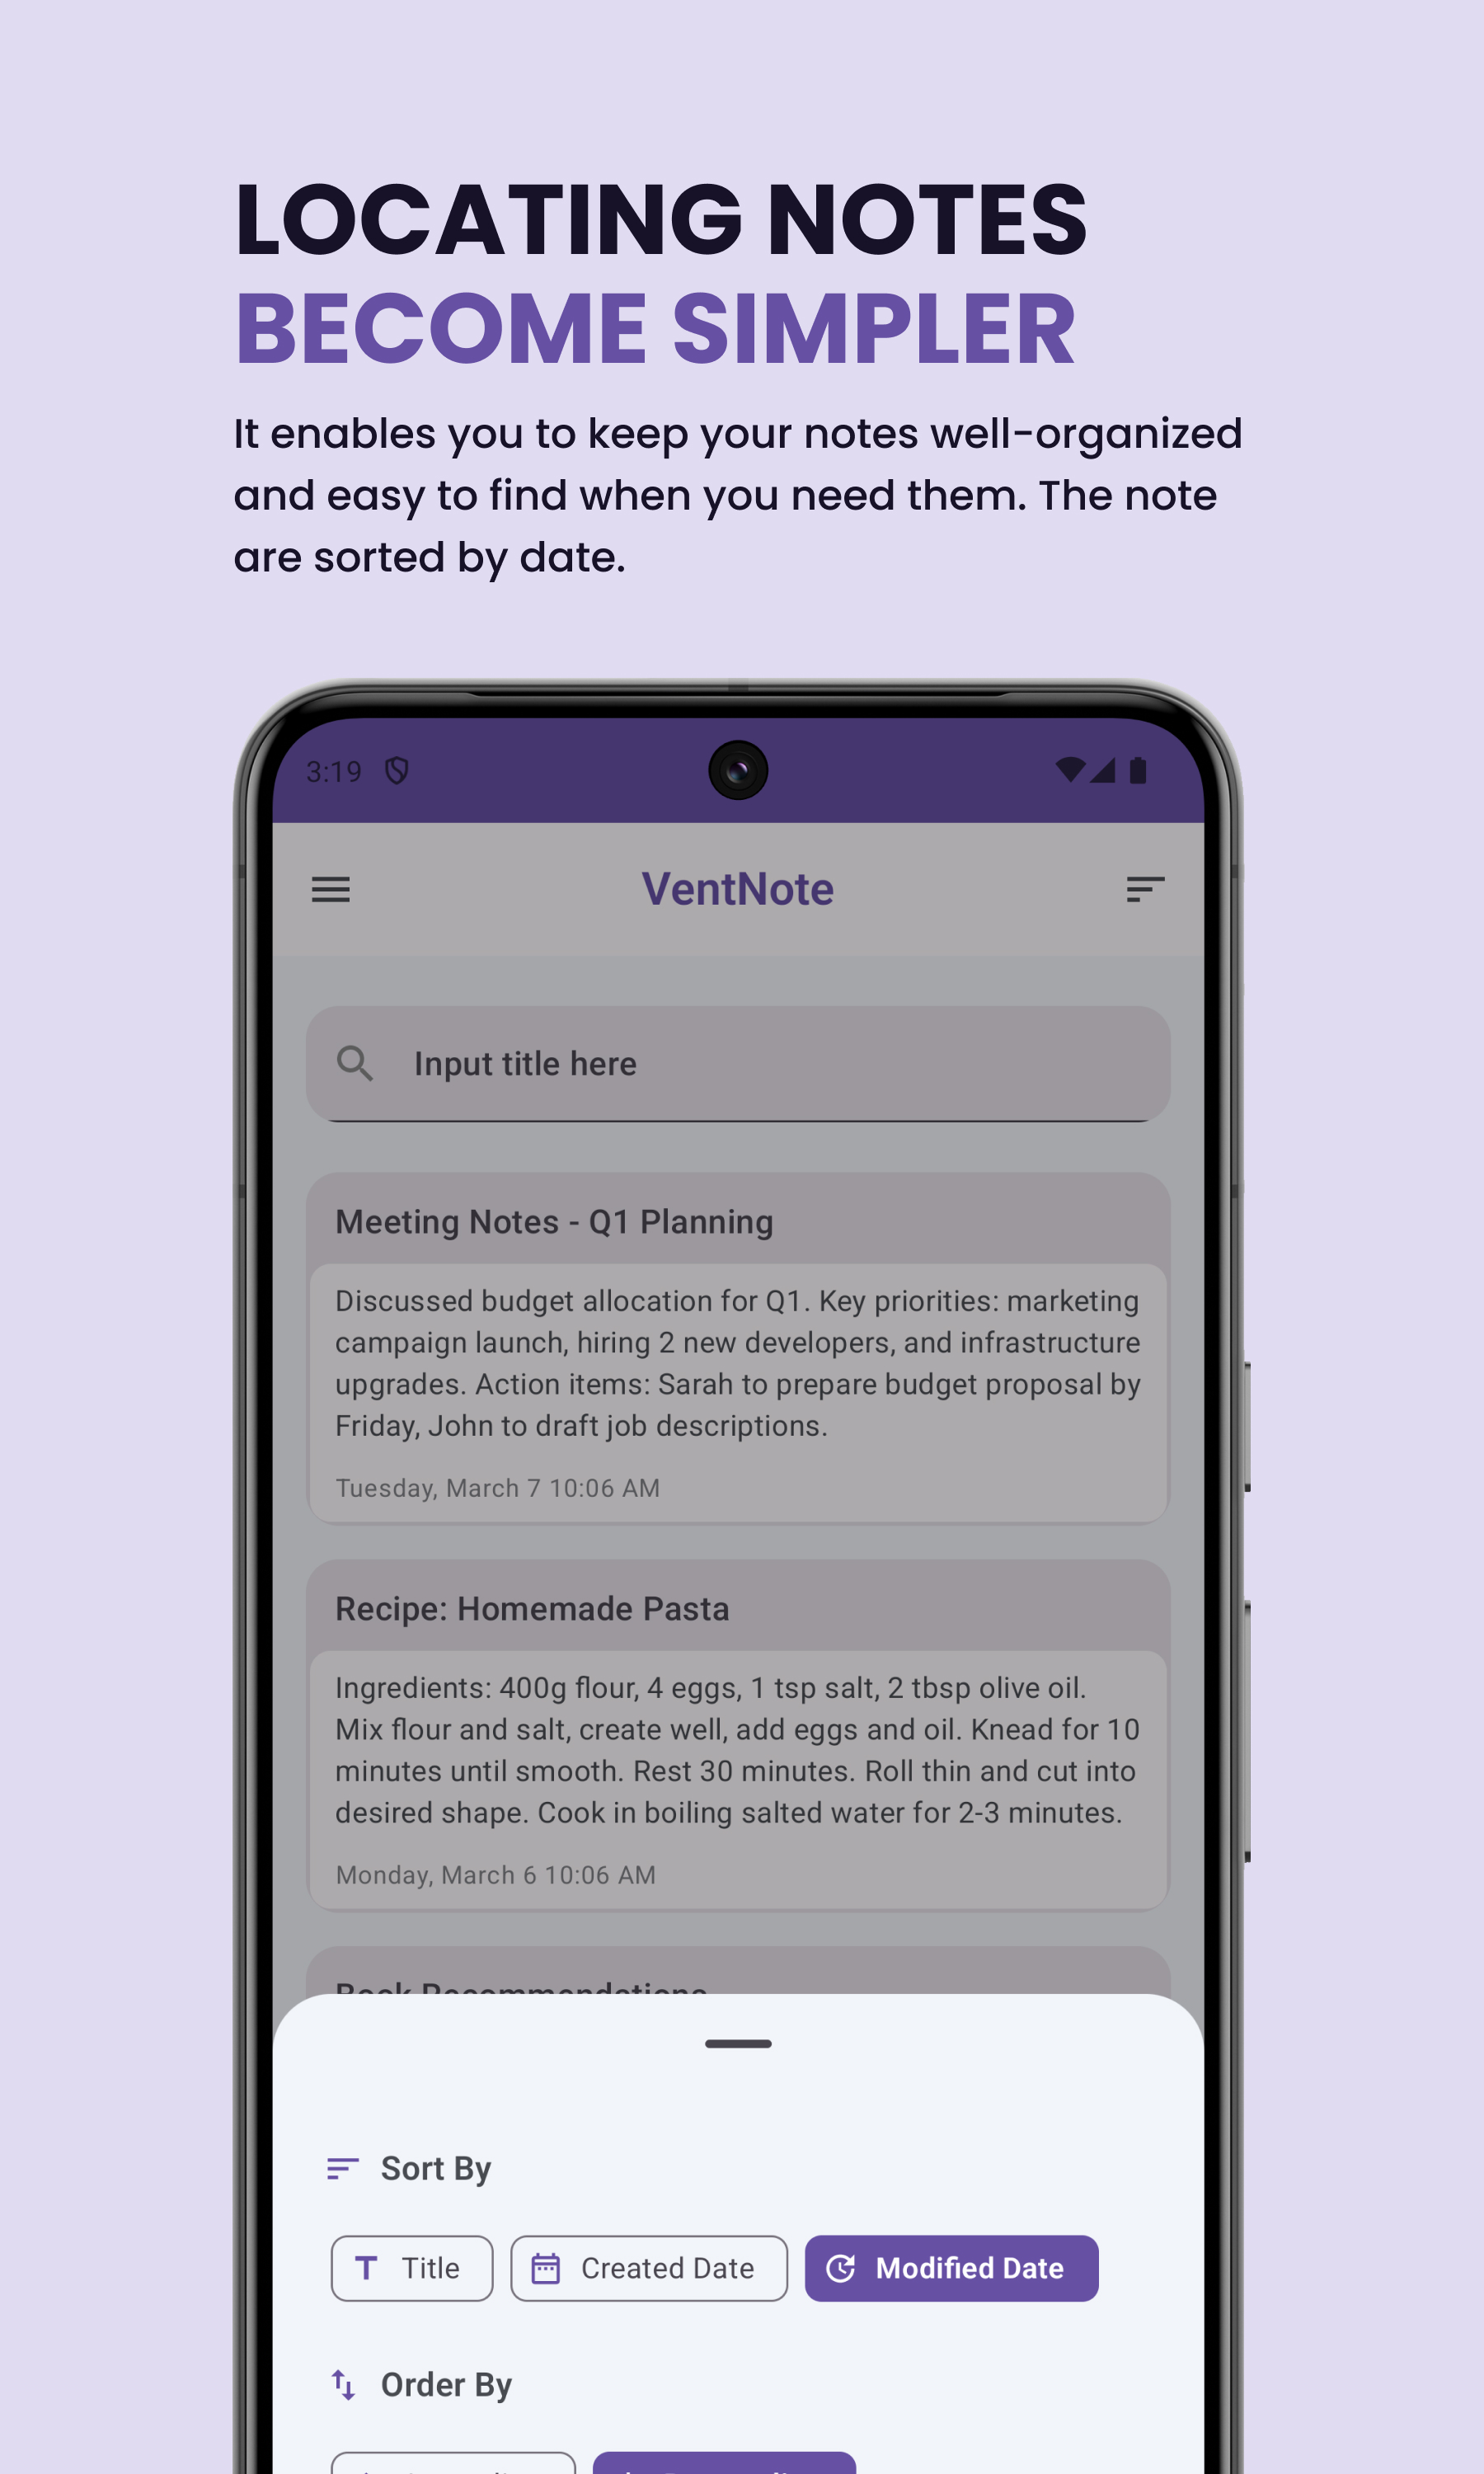 LOCATING NOTES
BECOME SIMPLER
It enables you to keep your notes well-organized
and easy to find when you need them. The note
are sorted by date.
3:19
VentNote
Input title here
Meeting Notes - Q1 Planning
Discussed budget allocation for Q1. Key priorities: marketing
campaign launch, hiring 2 new developers, and infrastructure
upgrades. Action items: Sarah to prepare budget proposal by
Friday, John to draft job descriptions.
Tuesday, March 7 10:06 AM
Recipe: Homemade Pasta
Ingredients: 400g flour, 4 eggs, 1 tsp salt, 2 tbsp olive oil.
Mix flour and salt, create well, add eggs and oil. Knead for 10
minutes until smooth. Rest 30 minutes. Roll thin and cut into
desired shape. Cook in boiling salted water for 2-3 minutes.
Monday, March 6 10:06 AM
Book Recommendations
Sort By
Title
Created Date
Modified Date
Order By